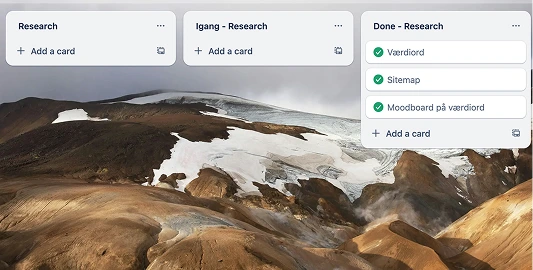 Research
Add a card
Igang - Research
Add a card
Done - Research
Værdiord
Sitemap
Moodboard på værdiord
Add a card